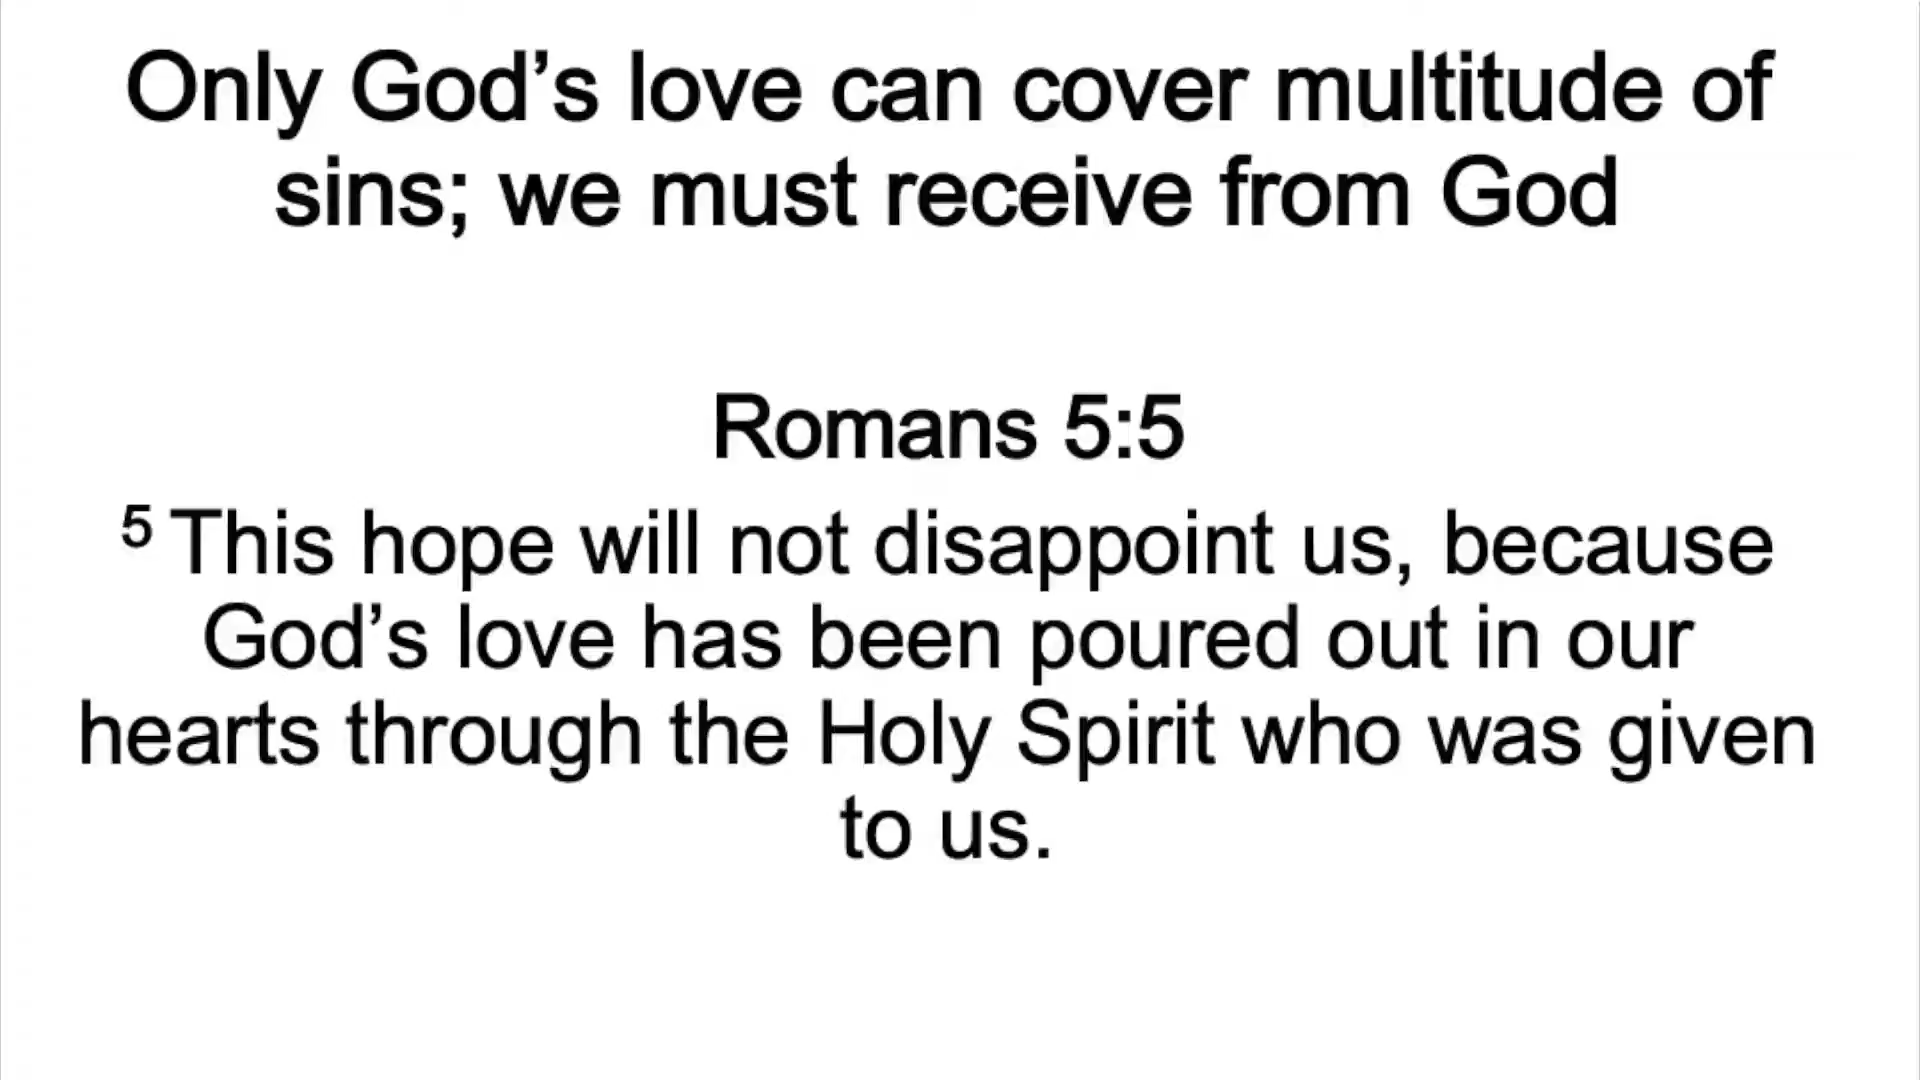 Only God’s love can cover multitude of
sins; we must receive from God
Romans 5:5
5 This hope will not disappoint us, because
God’s love has been poured out in our
hearts through the Holy Spirit who was given
to us.